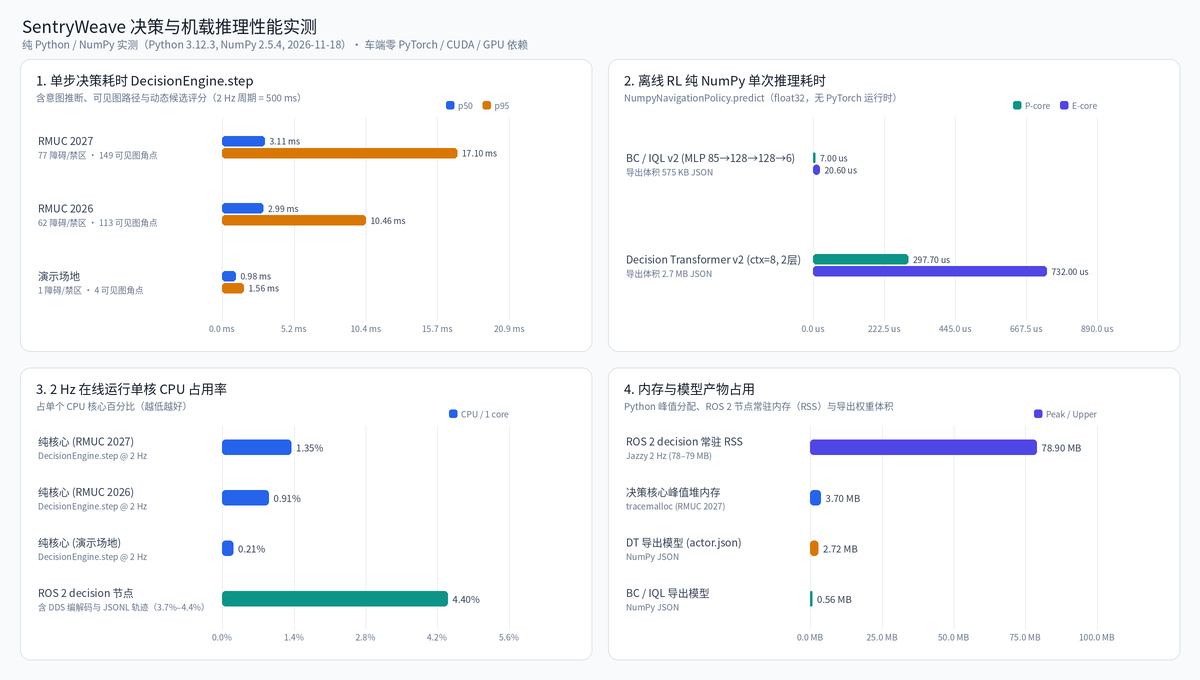 SentryWeave 决策与机载推理性能实测
纯 Python / NumPy 实测（Python 3.12.3, NumPy 2.5.4, 2026-11-18） · 车端零 PyTorch / CUDA / GPU 依赖
1. 单步决策耗时 DecisionEngine.step
含意图推断、可见图路径与动态候选评分（2 Hz 周期 = 500 ms）
p50 p95
RMUC 2027
77 障碍/禁区 · 149 可见图角点
3.11 ms
17.10 ms
RMUC 2026
62 障碍/禁区 · 113 可见图角点
2.99 ms
10.46 ms
演示场地
1 障碍/禁区 · 4 可见图角点
0.98 ms
1.56 ms
0.0 ms 5.2 ms 10.4 ms 15.7 ms 20.9 ms
2. 离线 RL 纯 NumPy 单次推理耗时
NumpyNavigationPolicy.predict（float32，无 PyTorch 运行时）
P-core E-core
BC / IQL v2 (MLP 85→128→128→6)
导出体积 575 KB JSON
7.00 us
20.60 us
Decision Transformer v2 (ctx=8, 2层)
导出体积 2.7 MB JSON
297.70 us
732.00 us
0.0 us 222.5 us 445.0 us 667.5 us 890.0 us
3. 2 Hz 在线运行单核 CPU 占用率
占单个 CPU 核心百分比（越低越好）
CPU / 1 core
纯核心 (RMUC 2027)
DecisionEngine.step @ 2 Hz
1.35%
纯核心 (RMUC 2026)
DecisionEngine.step @ 2 Hz
0.91%
纯核心 (演示场地)
DecisionEngine.step @ 2 Hz
0.21%
ROS 2 decision 节点
含 DDS 编解码与 JSONL 轨迹（3.7%–4.4%）
4.40%
0.0% 1.4% 2.8% 4.2% 5.6%
4. 内存与模型产物占用
Python 峰值分配、ROS 2 节点常驻内存（RSS）与导出权重体积
Peak / Upper
ROS 2 decision 常驻 RSS
Jazzy 2 Hz (78–79 MB)
78.90 MB
决策核心峰值堆内存
tracemalloc (RMUC 2027)
3.70 MB
DT 导出模型 (actor.json)
NumPy JSON
2.72 MB
BC / IQL 导出模型
NumPy JSON
0.56 MB
0.0 MB 25.0 MB 50.0 MB 75.0 MB 100.0 MB